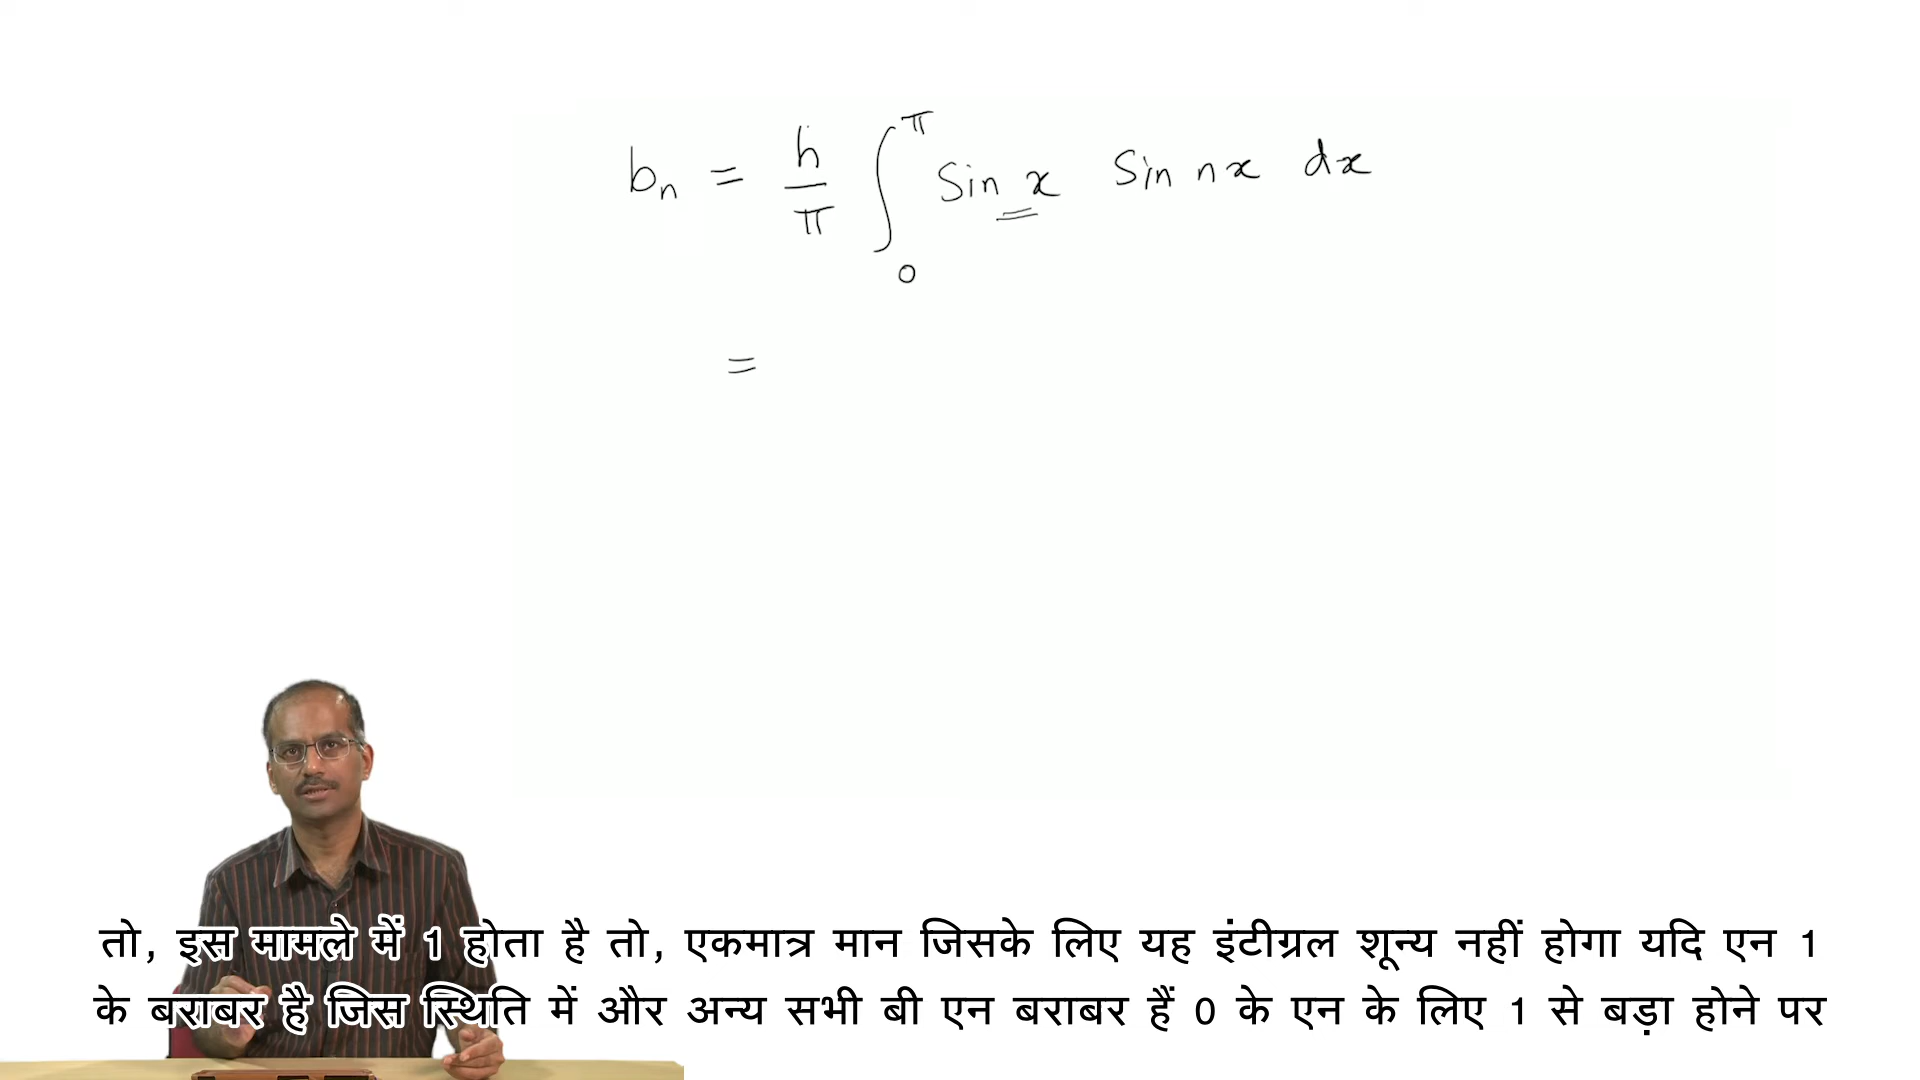 bₙ = h/π ∫₀^π Sin x Sin nx dx
=
तो, इस मामले में 1 होता है तो, एकमात्र मान जिसके लिए यह इंटीग्रल शून्य नहीं होगा यदि एन 1
के बराबर है जिस स्थिति में और अन्य सभी बी एन बराबर हैं 0 के एन के लिए 1 से बड़ा होने पर